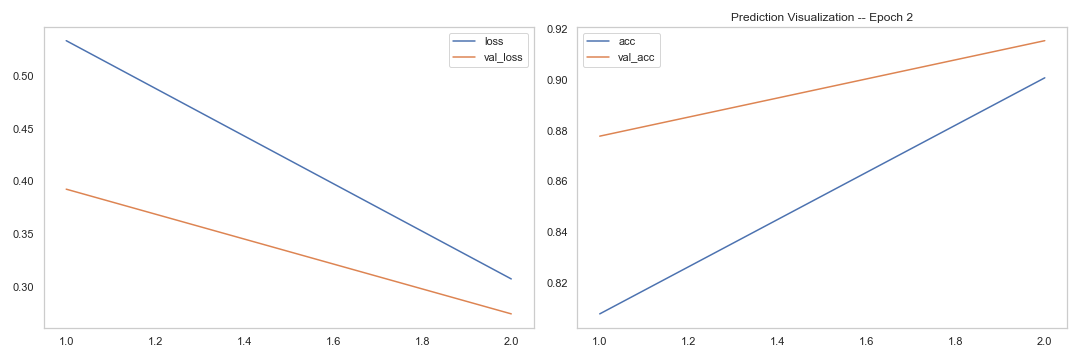 loss
val_loss
0.50
0.45
0.40
0.35
0.30
1.0 1.2 1.4 1.6 1.8 2.0
Prediction Visualization -- Epoch 2
acc
val_acc
0.92
0.90
0.88
0.86
0.84
0.82
1.0 1.2 1.4 1.6 1.8 2.0